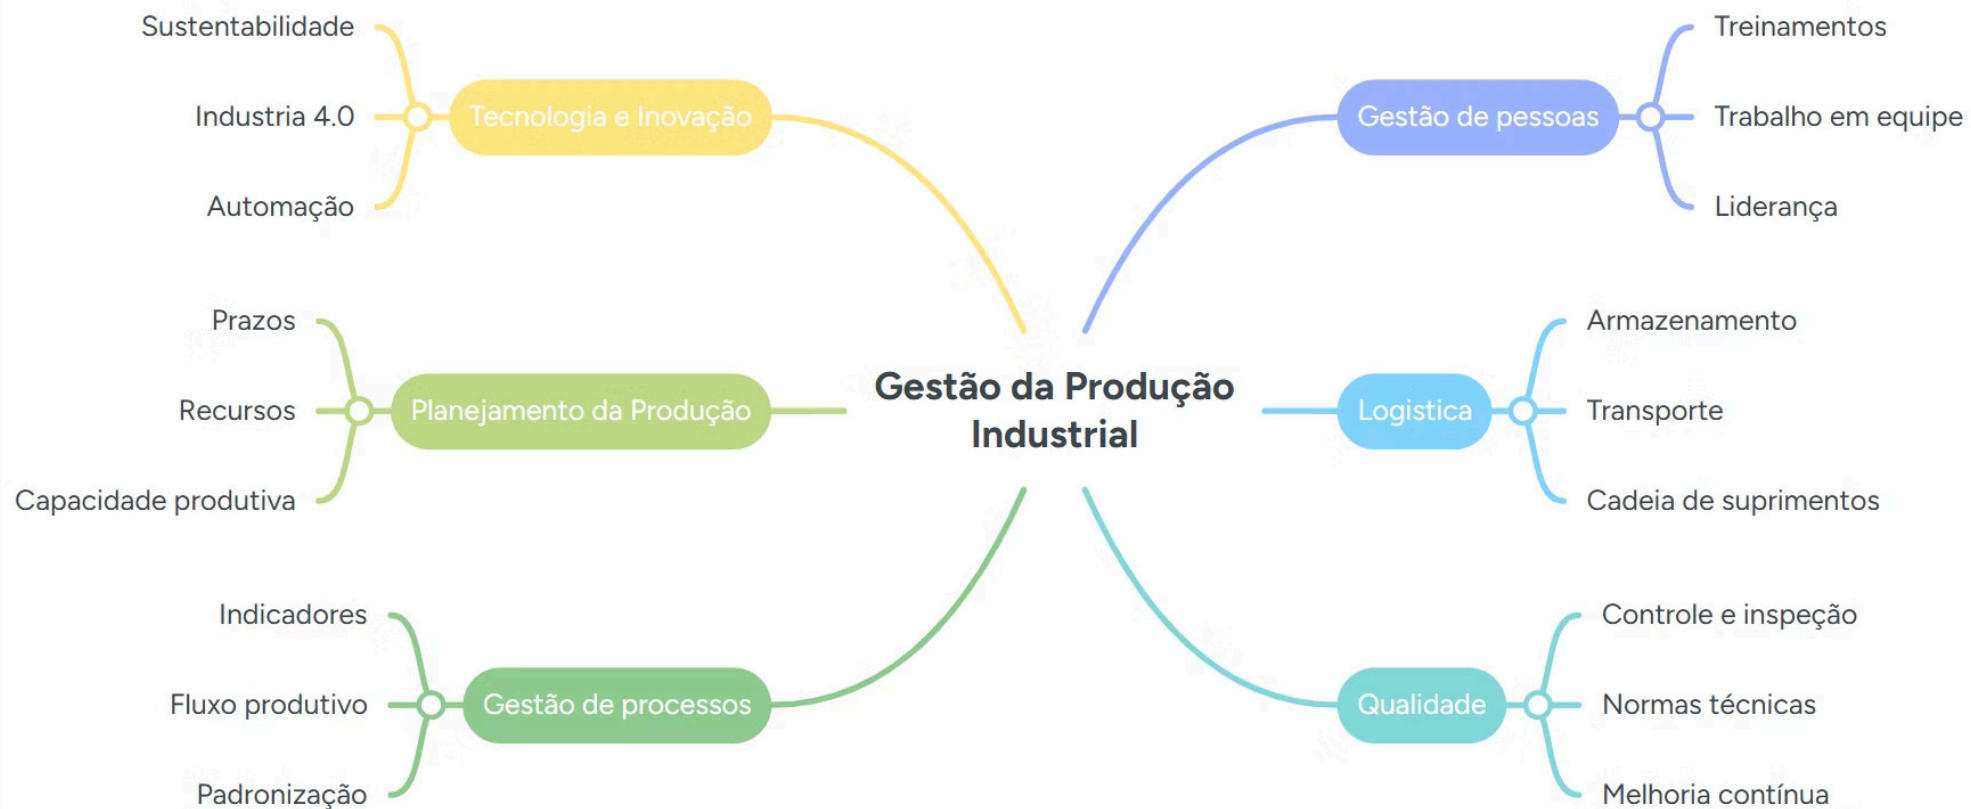 Sustentabilidade
Industria 4.0
Automação
Tecnologia e Inovação
Prazos
Recursos
Capacidade produtiva
Planejamento da Produção
Indicadores
Fluxo produtivo
Padronização
Gestão de processos
Gestão da Produção
Industrial
Gestão de pessoas
Treinamentos
Trabalho em equipe
Liderança
Logistica
Armazenamento
Transporte
Cadeia de suprimentos
Qualidade
Controle e inspeção
Normas técnicas
Melhoria contínua